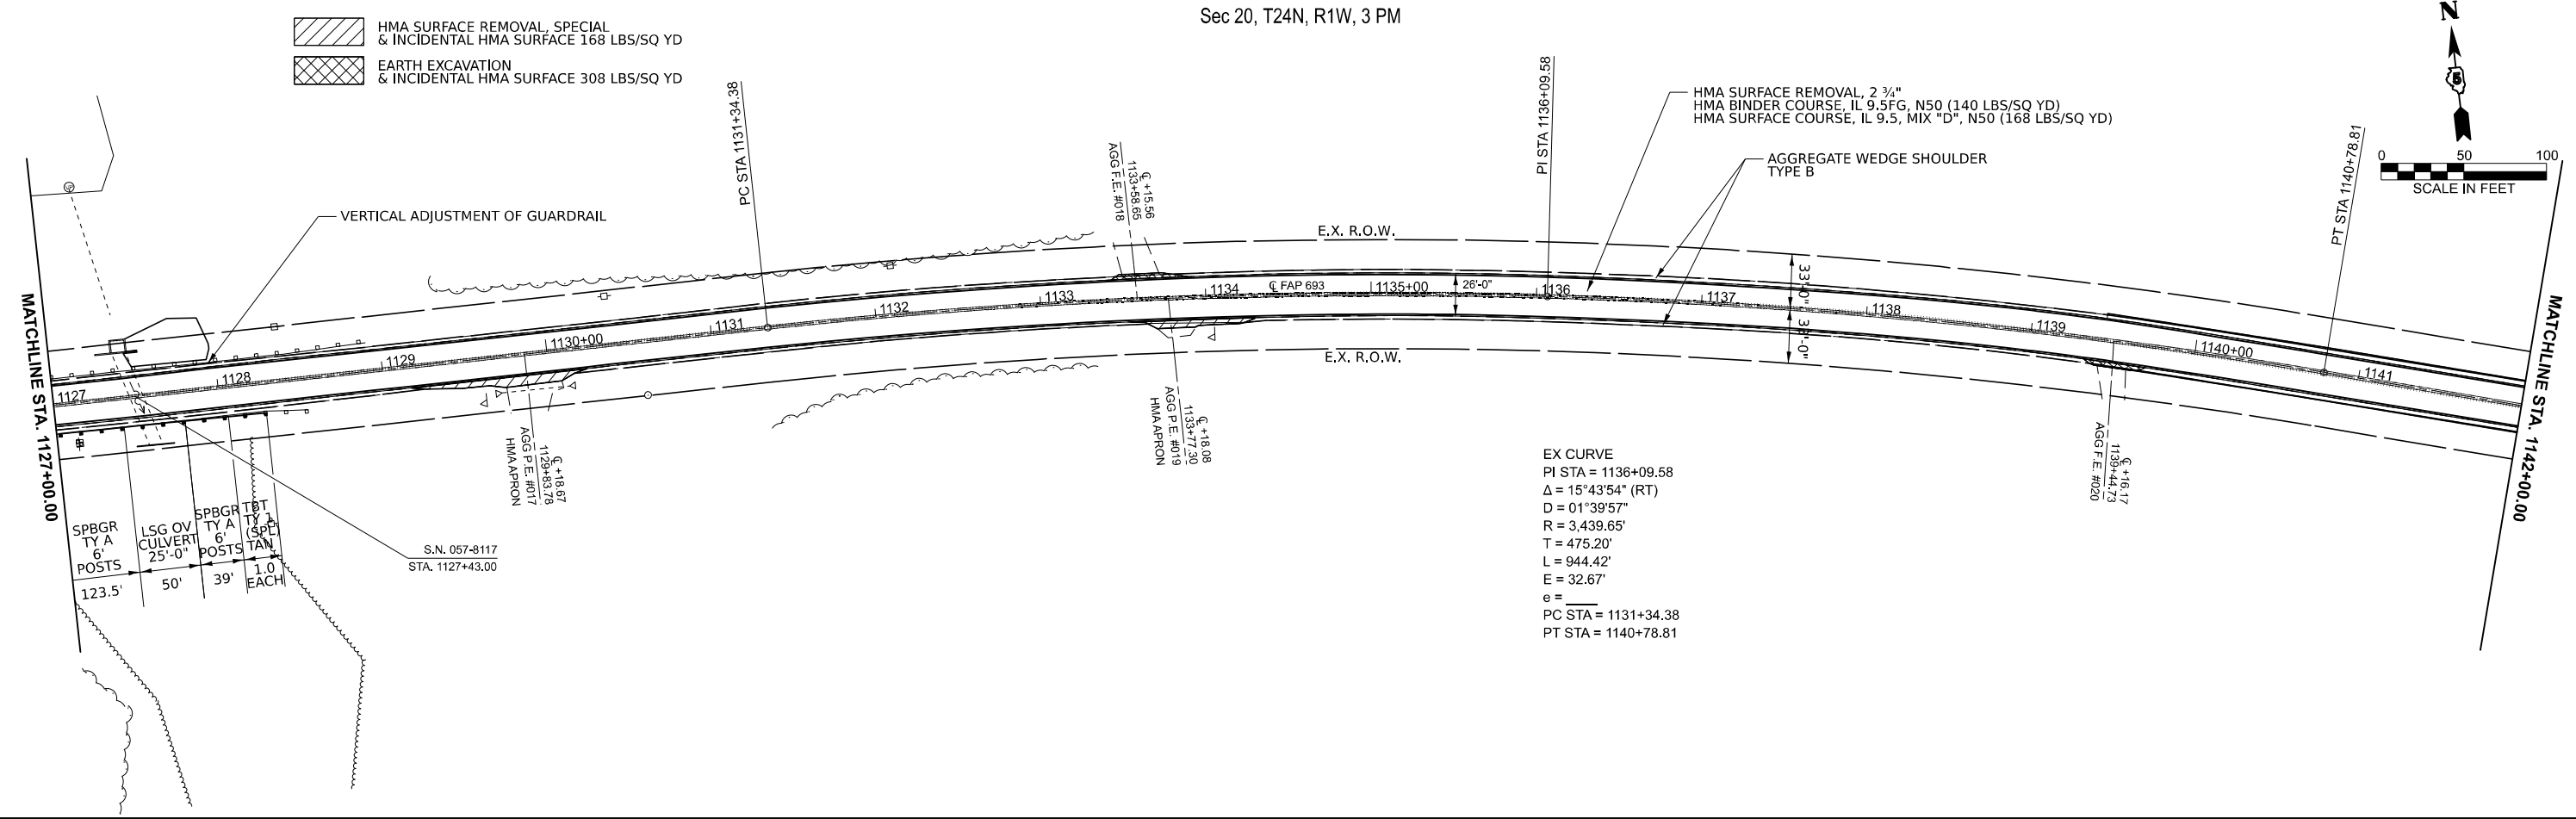 Sec 20, T24N, R1W, 3 PM
N
5
HMA SURFACE REMOVAL, SPECIAL
& INCIDENTAL HMA SURFACE 168 LBS/SQ YD
EARTH EXCAVATION
& INCIDENTAL HMA SURFACE 308 LBS/SQ YD
PC STA 1131+34.38
PI STA 1136+09.58
HMA SURFACE REMOVAL, 2 ¾"
HMA BINDER COURSE, IL 9.5FG, N50 (140 LBS/SQ YD)
HMA SURFACE COURSE, IL 9.5, MIX "D", N50 (168 LBS/SQ YD)
PT STA 1140+78.81
0 50 100
SCALE IN FEET
AGGREGATE WEDGE SHOULDER
TYPE B
VERTICAL ADJUSTMENT OF GUARDRAIL
℄ +15.56
1133+58.65
AGG F.E. #018
E.X. R.O.W.
MATCHLINE STA. 1127+00.00
1127
1128
1129
1130+00
1131
1132
1133
1134
℄ FAP 693
1135+00
26'-0"
1136
1137
1138
1139
1140+00
1141
33'-0"
33'-0"
E.X. R.O.W.
MATCHLINE STA. 1142+00.00
℄ +18.67
1129+83.78
AGG P.E. #017
HMA APRON
℄ +18.08
1133+77.30
AGG P.E. #019
HMA APRON
℄ +16.17
1139+44.73
AGG F.E. #020
SPBGR
TY A
6'
POSTS
123.5'
LSG OV
CULVERT
25'-0"
50'
SPBGR
TY A
6'
POSTS
39'
TBT
TY 1
(SPL)
TAN
1.0
EACH
S.N. 057-8117
STA. 1127+43.00
EX CURVE
PI STA = 1136+09.58
Δ = 15°43'54" (RT)
D = 01°39'57"
R = 3,439.65'
T = 475.20'
L = 944.42'
E = 32.67'
e = ____
PC STA = 1131+34.38
PT STA = 1140+78.81